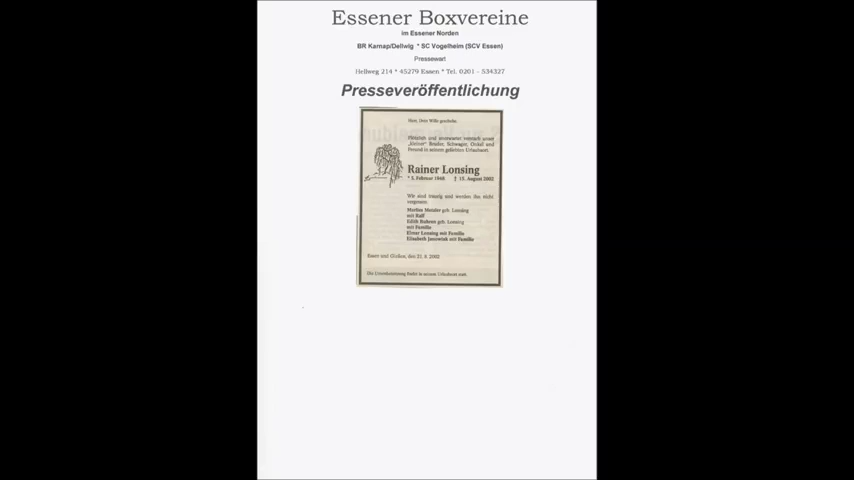 Essener Boxvereine
im Essener Norden
BR Karnap/Dellwig * SC Vogelheim (SCV Essen)
Pressewart
Hellweg 214 * 45279 Essen * Tel. 0201 - 534327
Presseveröffentlichung
Herr, Dein Wille geschehe.
Plötzlich und unerwartet verstarb unser
„kleiner“ Bruder, Schwager, Onkel und
Freund in seinem geliebten Urlaubsort.
Rainer Lonsing
* 5. Februar 1948 † 15. August 2002
Wir sind traurig und werden ihn nicht
vergessen:
Marlies Metzler geb. Lonsing
mit Ralf
Edith geb. Lonsing
mit Familie
Elmar Lonsing mit Familie
Elisabeth Janowiak mit Familie
Essen und den 21. 8. 2002
Die Urnenbeisetzung findet in seinem Urlaubsort statt.